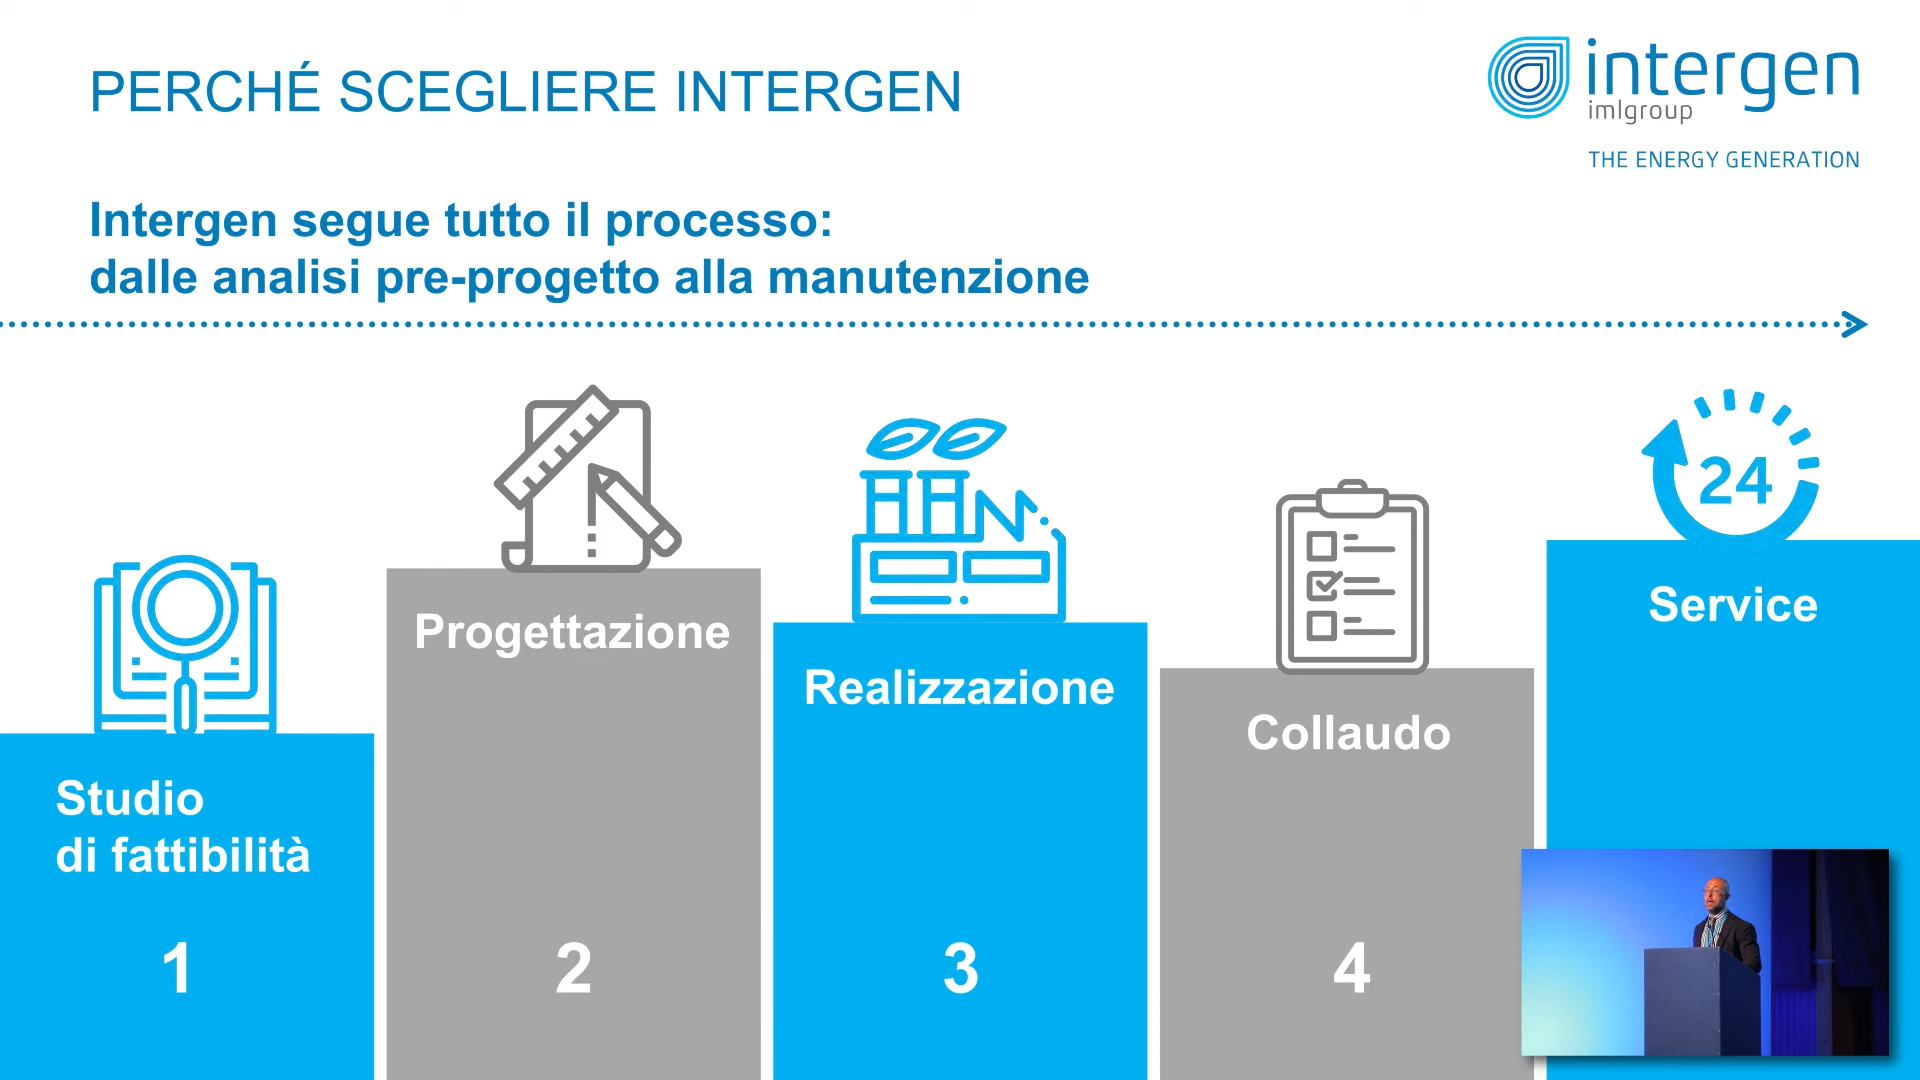 PERCHÉ SCEGLIERE INTERGEN
intergen
imlgroup
THE ENERGY GENERATION
Intergen segue tutto il processo:
dalle analisi pre-progetto alla manutenzione
24
Service
Progettazione
Realizzazione
Collaudo
Studio
di fattibilità
1
2
3
4